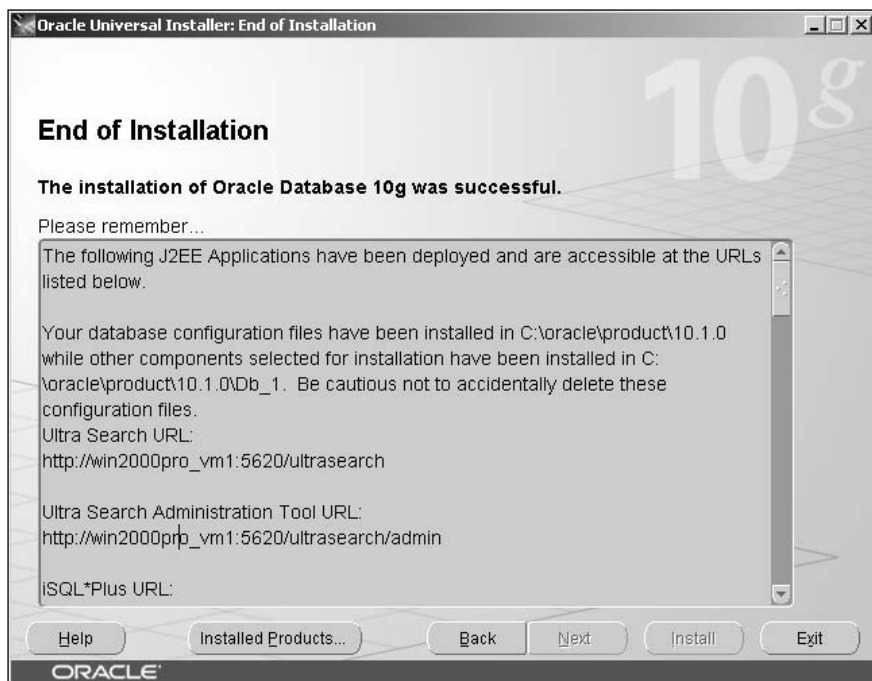 Oracle Universal Installer: End of Installation
10g
End of Installation
The installation of Oracle Database 10g was successful.
Please remember...
The following J2EE Applications have been deployed and are accessible at the URLs
listed below.
Your database configuration files have been installed in C:\oracle\product\10.1.0
while other components selected for installation have been installed in C:
\oracle\product\10.1.0\Db_1.  Be cautious not to accidentally delete these
configuration files.
Ultra Search URL:
http://win2000pro_vm1:5620/ultrasearch
Ultra Search Administration Tool URL:
http://win2000pro_vm1:5620/ultrasearch/admin
iSQL*Plus URL:
Help Installed Products... Back Next Install Exit
ORACLE